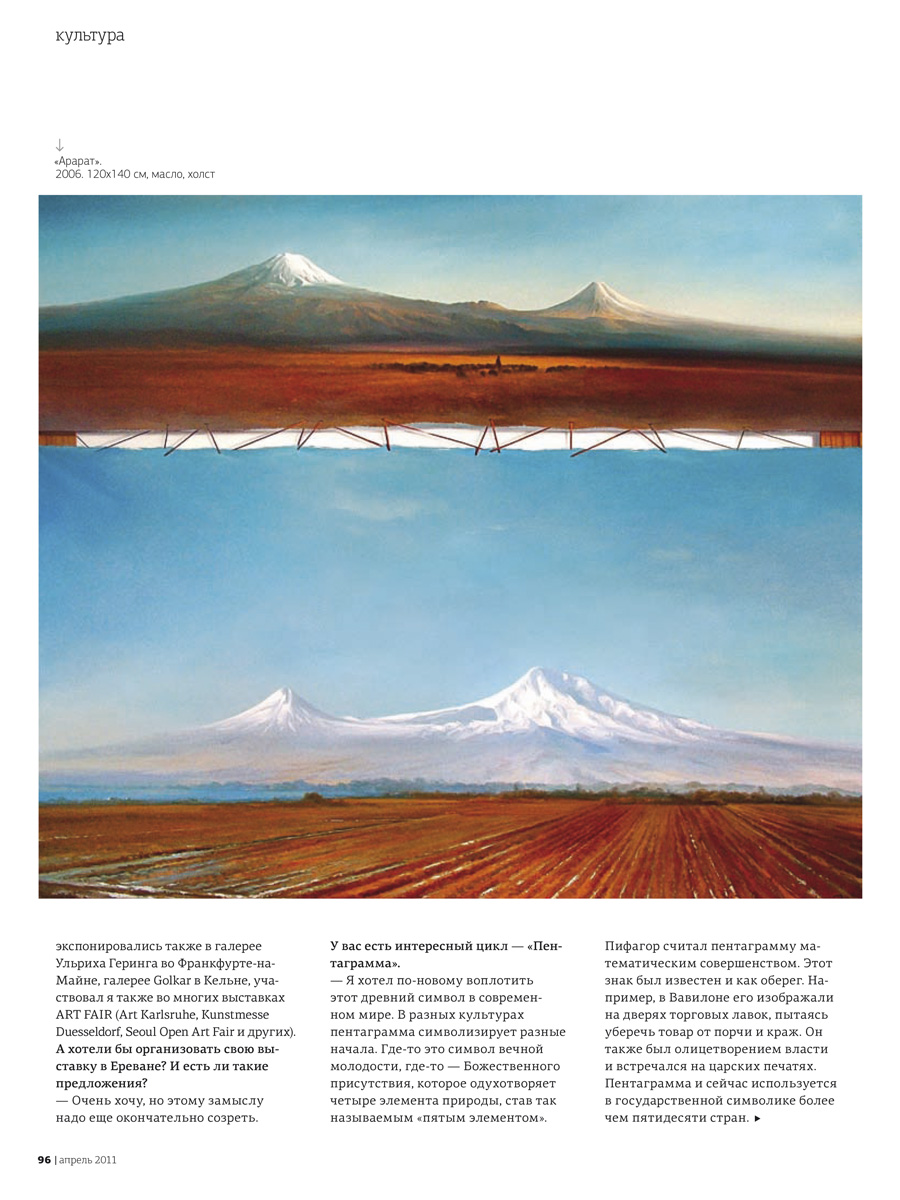 культура
↓
«Арарат».
2006. 120х140 см, масло, холст
экспонировались также в галерее
Ульриха Геринга во Франкфурте-на-
Майне, галерее Golkar в Кельне, уча-
ствовал я также во многих выставках
ART FAIR (Art Karlsruhe, Kunstmesse
Duesseldorf, Seoul Open Art Fair и других).
А хотели бы организовать свою вы-
ставку в Ереване? И есть ли такие
предложения?
— Очень хочу, но этому замыслу
надо еще окончательно созреть.
У вас есть интересный цикл — «Пен-
таграмма».
— Я хотел по-новому воплотить
этот древний символ в современ-
ном мире. В разных культурах
пентаграмма символизирует разные
начала. Где-то это символ вечной
молодости, где-то — Божественного
присутствия, которое одухотворяет
четыре элемента природы, став так
называемым «пятым элементом».
Пифагор считал пентаграмму ма-
тематическим совершенством. Этот
знак был известен и как оберег. На-
пример, в Вавилоне его изображали
на дверях торговых лавок, пытаясь
уберечь товар от порчи и краж. Он
также был олицетворением власти
и встречался на царских печатях.
Пентаграмма и сейчас используется
в государственной символике более
чем пятидесяти стран. ▸
96 | апрель 2011